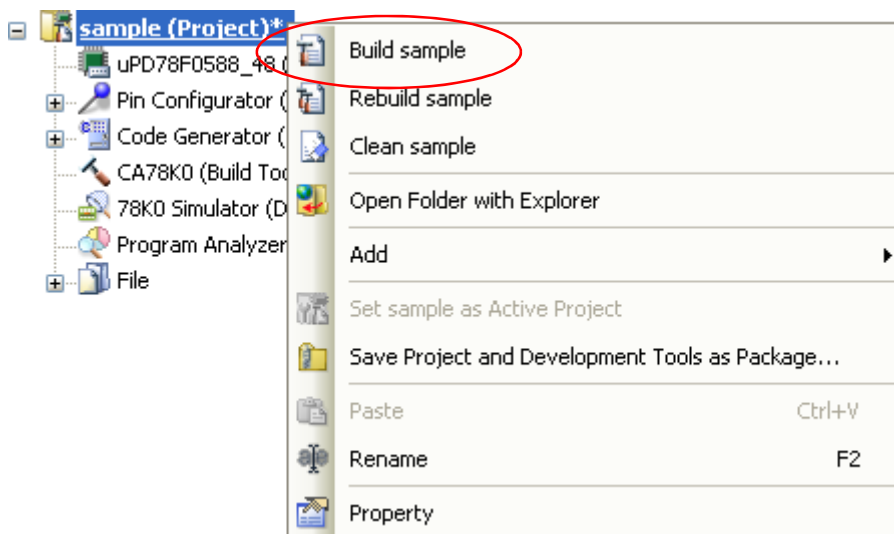 sample (Project)*
uPD78F0588_48 (
Pin Configurator (
Code Generator (
CA78K0 (Build Too
78K0 Simulator (D
Program Analyzer
File
Build sample
Rebuild sample
Clean sample
Open Folder with Explorer
Add
Set sample as Active Project
Save Project and Development Tools as Package...
Paste Ctrl+V
Rename F2
Property